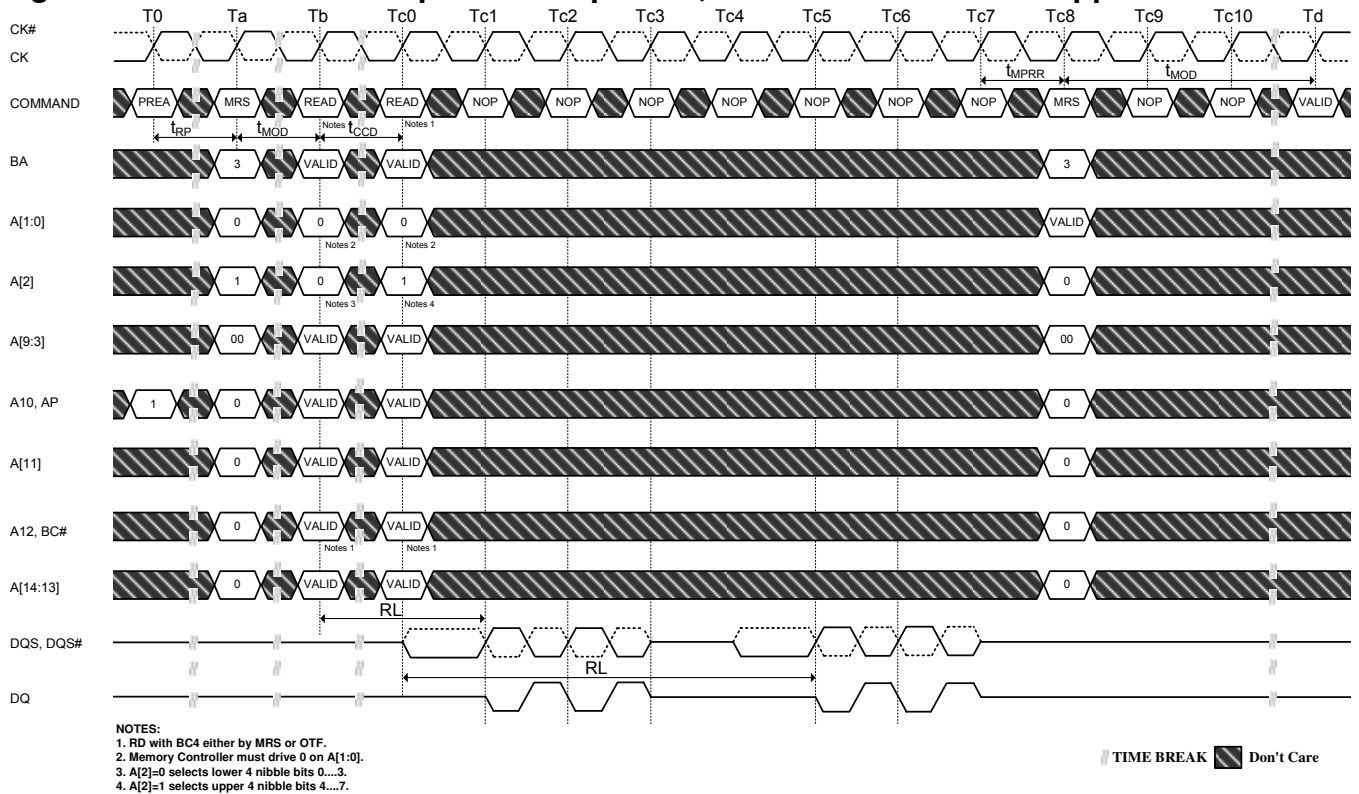 T0 Ta Tb Tc0 Tc1 Tc2 Tc3 Tc4 Tc5 Tc6 Tc7 Tc8 Tc9 Tc10 Td
CK#
CK
tMPRR tMOD
COMMAND PREA MRS READ READ NOP NOP NOP NOP NOP NOP NOP MRS NOP NOP VALID
Notes 1 Notes 1
tRP tMOD tCCD
BA 3 VALID VALID 3
A[1:0] 0 0 0 VALID
Notes 2 Notes 2
A[2] 1 0 1 0
Notes 3 Notes 4
A[9:3] 00 VALID VALID 00
A10, AP 1 0 VALID VALID 0
A[11] 0 VALID VALID 0
A12, BC# 0 VALID VALID 0
Notes 1 Notes 1
A[14:13] 0 VALID VALID 0
RL
DQS, DQS#
RL
DQ
NOTES:
1. RD with BC4 either by MRS or OTF.
2. Memory Controller must drive 0 on A[1:0].
3. A[2]=0 selects lower 4 nibble bits 0....3.
4. A[2]=1 selects upper 4 nibble bits 4....7.
TIME BREAK Don't Care